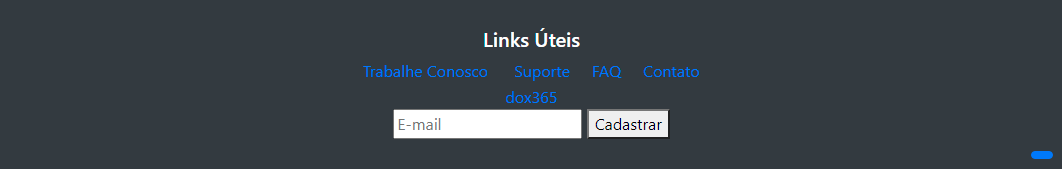 Links Úteis
Trabalhe Conosco Suporte FAQ Contato
dox365
E-mail Cadastrar